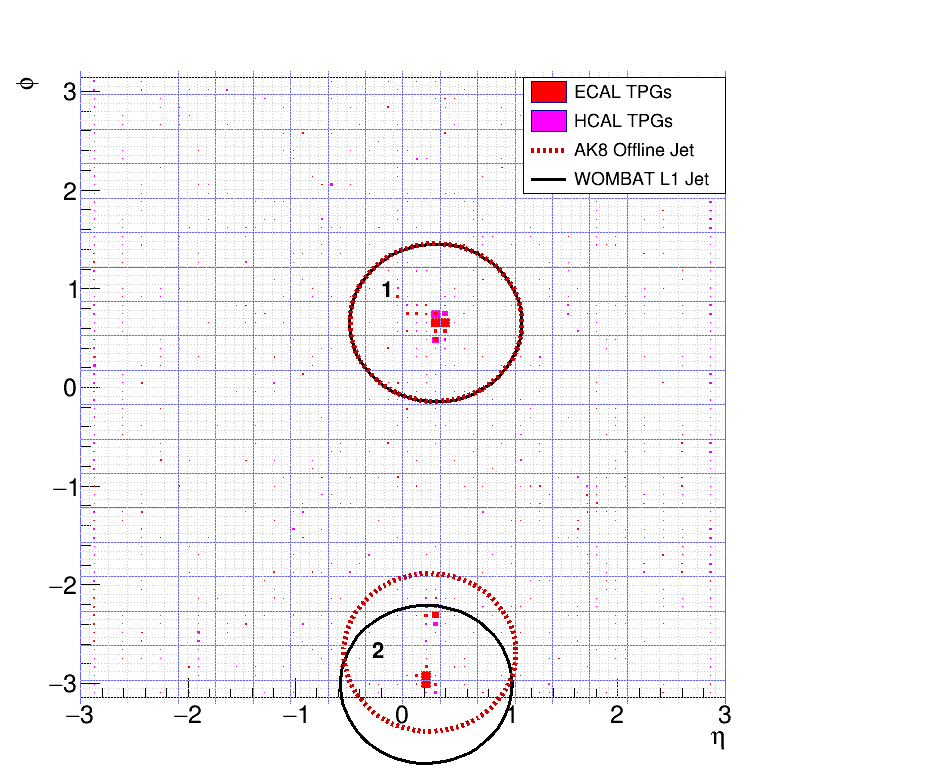 ϕ
3
2
1
0
−1
−2
−3
ECAL TPGs
HCAL TPGs
AK8 Offline Jet
WOMBAT L1 Jet
1
2
−3 −2 −1 0 1 2 3
η